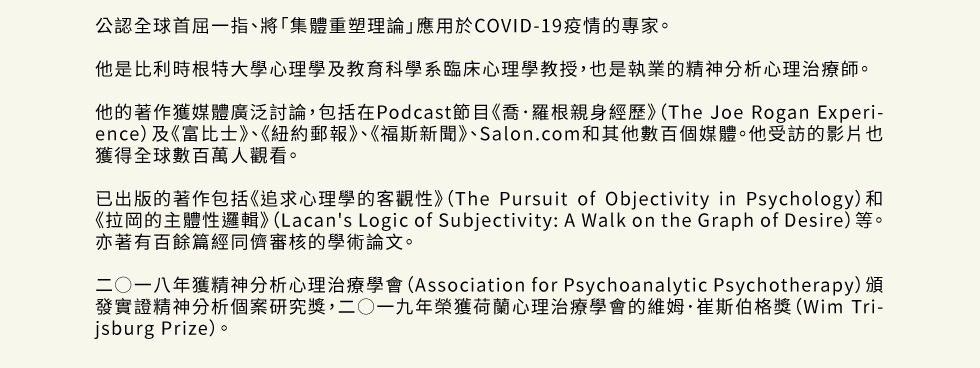 公認全球首屈一指、將「集體重塑理論」應用於COVID-19疫情的專家。
他是比利時根特大學心理學及教育科學系臨床心理學教授，也是執業的精神分析心理治療師。
他的著作獲媒體廣泛討論，包括在Podcast節目《喬·羅根親身經歷》（The Joe Rogan Experi-
ence）及《富比士》、《紐約郵報》、《福斯新聞》、Salon.com和其他數百個媒體。他受訪的影片也
獲得全球數百萬人觀看。
已出版的著作包括《追求心理學的客觀性》（The Pursuit of Objectivity in Psychology）和
《拉岡的主體性邏輯》（Lacan's Logic of Subjectivity: A Walk on the Graph of Desire）等。
亦著有百餘篇經同儕審核的學術論文。
二〇一八年獲精神分析心理治療學會（Association for Psychoanalytic Psychotherapy）頒
發實證精神分析個案研究獎，二〇一九年榮獲荷蘭心理治療學會的維姆·崔斯伯格獎（Wim Tri-
jsburg Prize）。